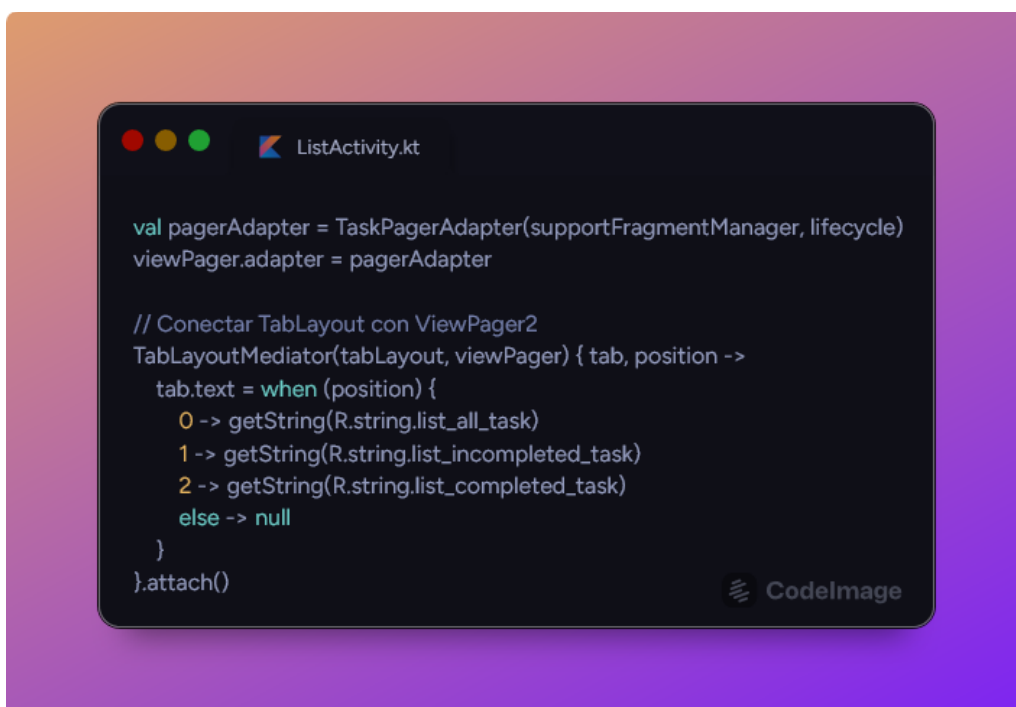 ListActivity.kt
val pagerAdapter = TaskPagerAdapter(supportFragmentManager, lifecycle)
viewPager.adapter = pagerAdapter
// Conectar TabLayout con ViewPager2
TabLayoutMediator(tabLayout, viewPager) { tab, position ->
tab.text = when (position) {
0 -> getString(R.string.list_all_task)
1 -> getString(R.string.list_incompleted_task)
2 -> getString(R.string.list_completed_task)
else -> null
}
}.attach()
CodeImage